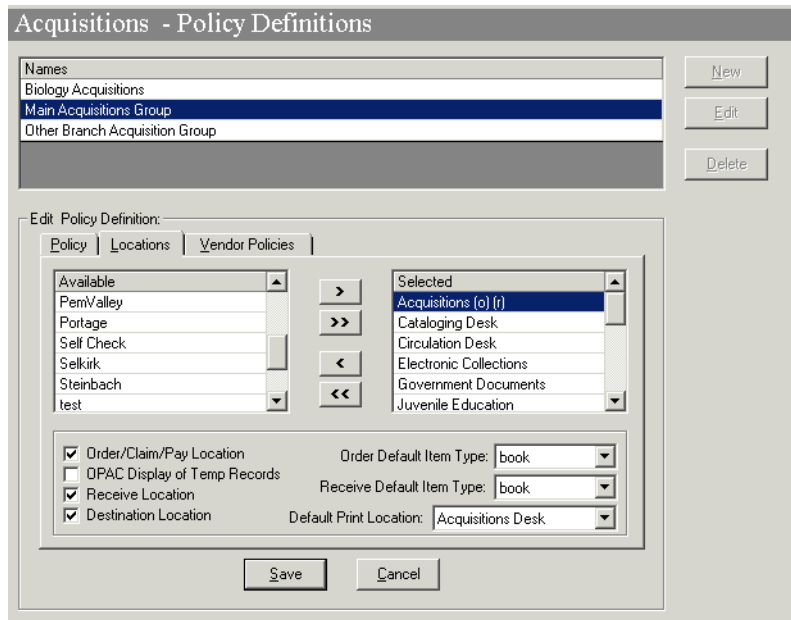 Acquisitions - Policy Definitions
Names
Biology Acquisitions
Main Acquisitions Group
Other Branch Acquisition Group
New
Edit
Delete
Edit Policy Definition:
Policy Locations Vendor Policies
Available
PemValley
Portage
Self Check
Selkirk
Steinbach
test
>
>>
<
<<
Selected
Acquisitions (o) (r)
Cataloging Desk
Circulation Desk
Electronic Collections
Government Documents
Juvenile Education
Order/Claim/Pay Location
OPAC Display of Temp Records
Receive Location
Destination Location
Order Default Item Type: book
Receive Default Item Type: book
Default Print Location: Acquisitions Desk
Save Cancel